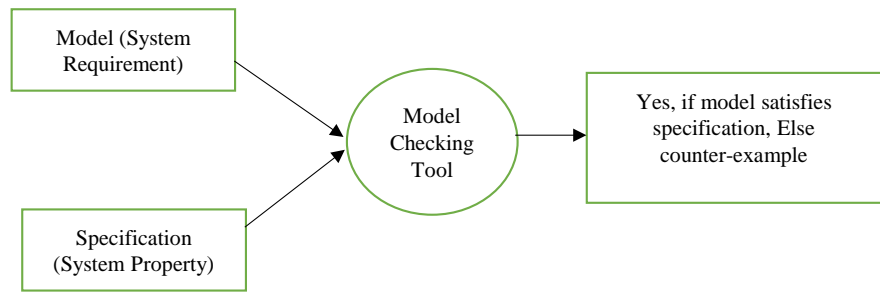 Model (System
Requirement)
Specification
(System Property)
Model
Checking
Tool
Yes, if model satisfies
specification, Else
counter-example